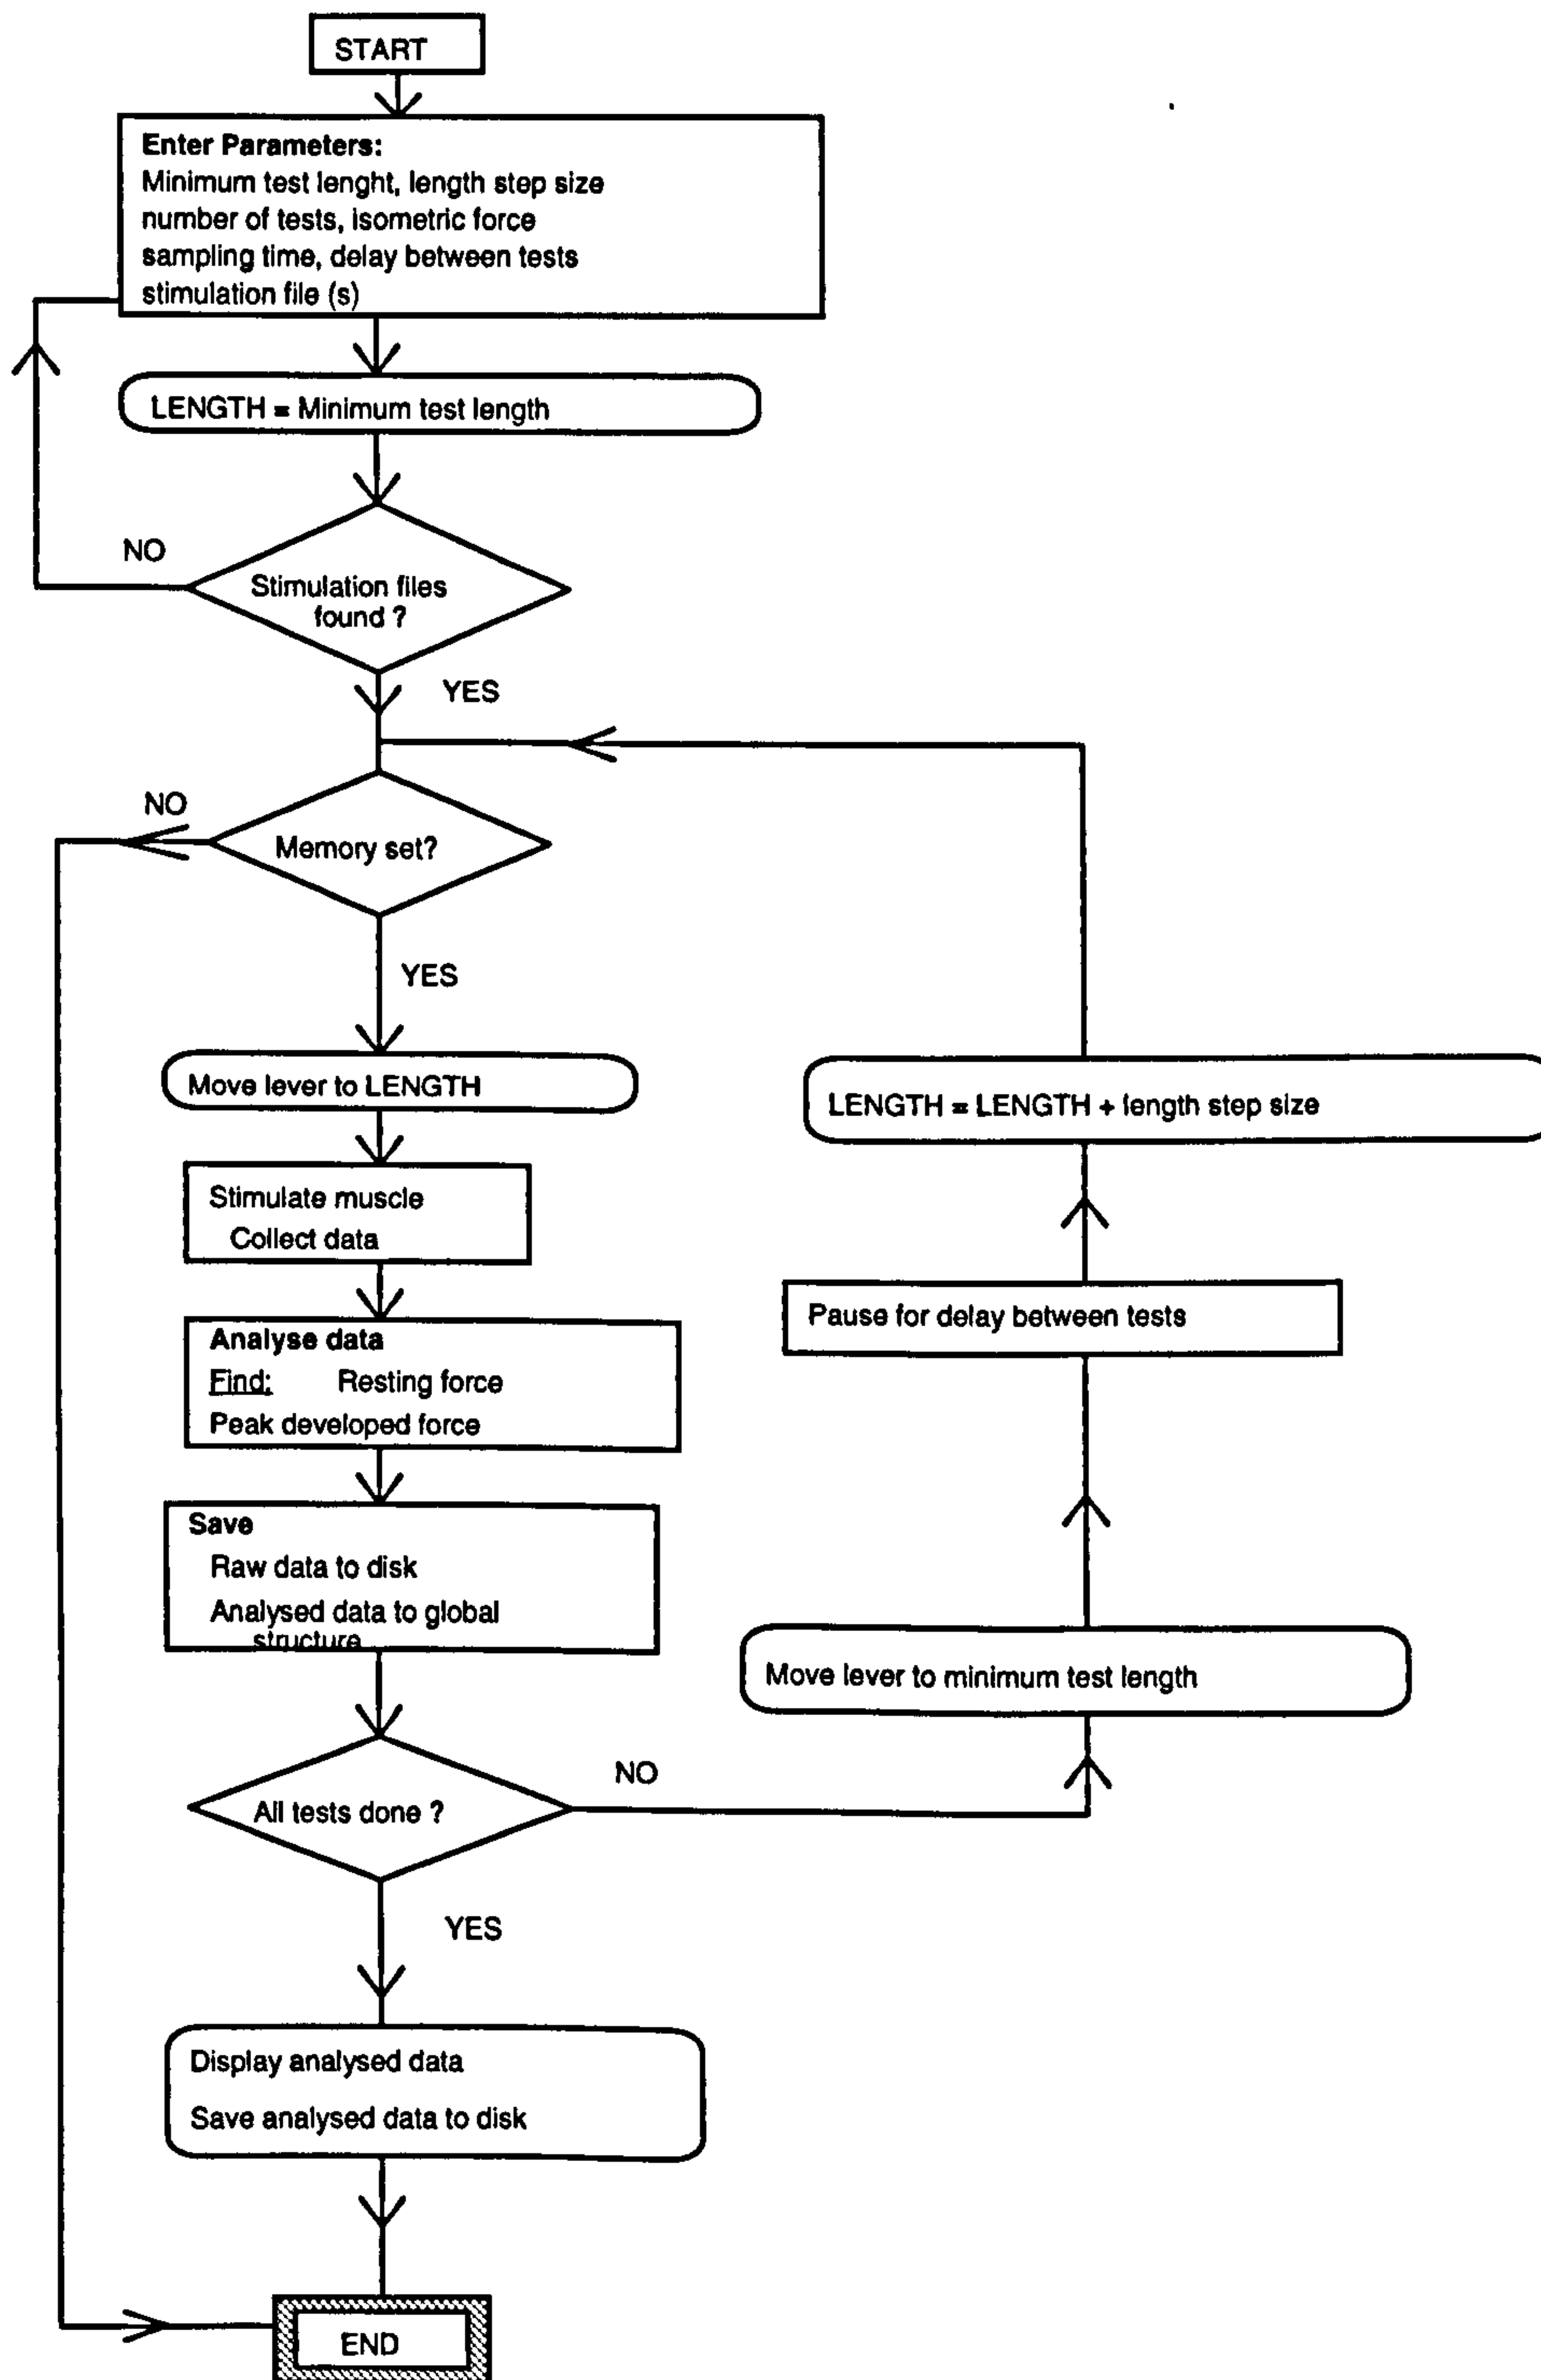 START
Enter Parameters:
Minimum test lenght, length step size
number of tests, isometric force
sampling time, delay between tests
stimulation file (s)
LENGTH = Minimum test length
NO
Stimulation files
found ?
YES
NO
Memory set?
YES
Move lever to LENGTH
LENGTH = LENGTH + length step size
Stimulate muscle
Collect data
Pause for delay between tests
Analyse data
Find: Resting force
Peak developed force
Save
Raw data to disk
Analysed data to global
structure
Move lever to minimum test length
NO
All tests done ?
YES
Display analysed data
Save analysed data to disk
END